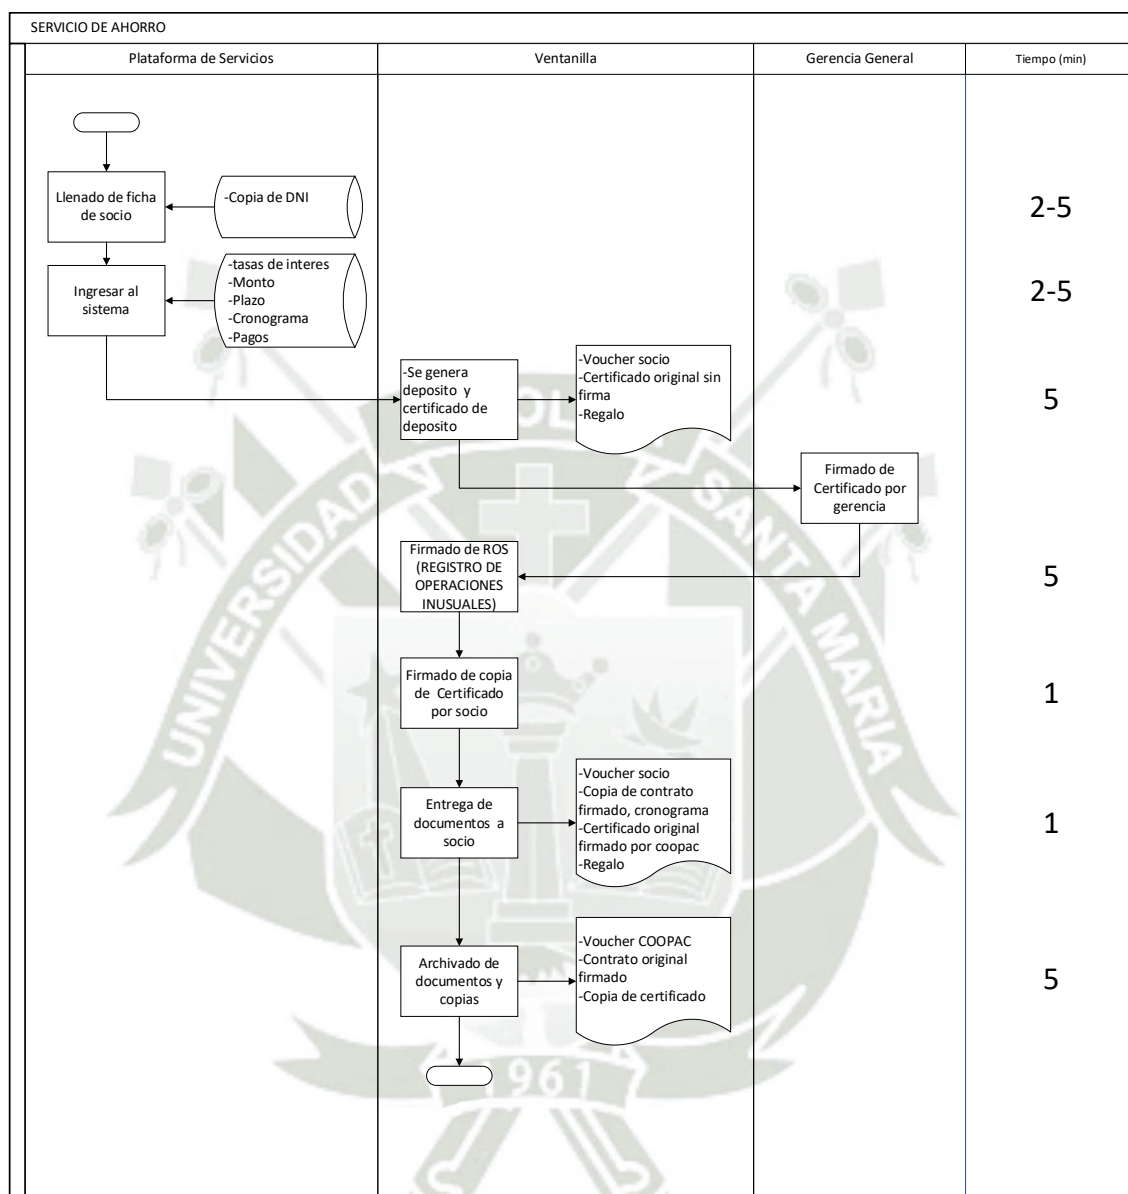 SERVICIO DE AHORRO
Plataforma de Servicios
Ventanilla
Gerencia General
Tiempo (min)
Llenado de ficha
de socio
-Copia de DNI
2-5
Ingresar al
sistema
-tasas de interes
-Monto
-Plazo
-Cronograma
-Pagos
2-5
-Se genera
deposito y
certificado de
deposito
-Voucher socio
-Certificado original sin
firma
-Regalo
5
Firmado de
Certificado por
gerencia
Firmado de ROS
(REGISTRO DE
OPERACIONES
INUSUALES)
5
Firmado de copia
de Certificado
por socio
1
Entrega de
documentos a
socio
-Voucher socio
-Copia de contrato
firmado, cronograma
-Certificado original
firmado por coopac
-Regalo
1
Archivado de
documentos y
copias
-Voucher COOPAC
-Contrato original
firmado
-Copia de certificado
5
UNIVERSIDAD
SANTA MARIA
1961